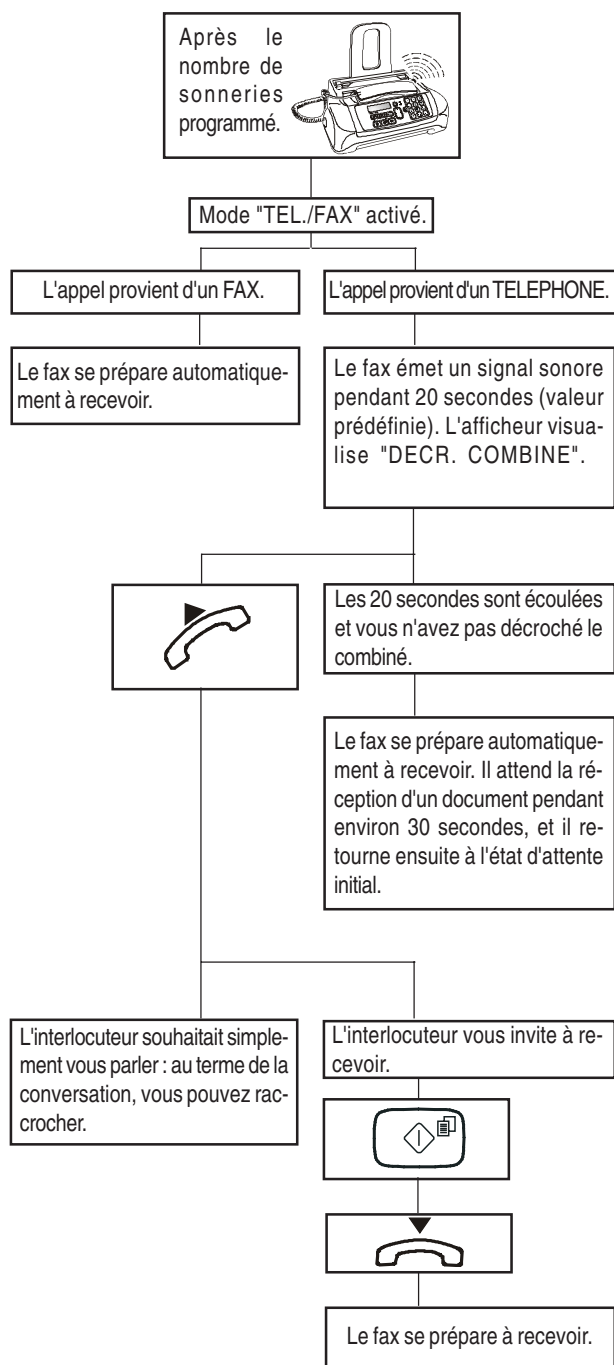 Après le
nombre de
sonneries
programmé.
Mode "TEL./FAX" activé.
L'appel provient d'un FAX.
L'appel provient d'un TELEPHONE.
Le fax se prépare automatique-
ment à recevoir.
Le fax émet un signal sonore
pendant 20 secondes (valeur
prédéfinie). L'afficheur visua-
lise "DECR. COMBINE".
Les 20 secondes sont écoulées
et vous n'avez pas décroché le
combiné.
Le fax se prépare automatique-
ment à recevoir. Il attend la ré-
ception d'un document pendant
environ 30 secondes, et il re-
tourne ensuite à l'état d'attente
initial.
L'interlocuteur souhaitait simple-
ment vous parler : au terme de la
conversation, vous pouvez rac-
crocher.
L'interlocuteur vous invite à re-
cevoir.
Le fax se prépare à recevoir.